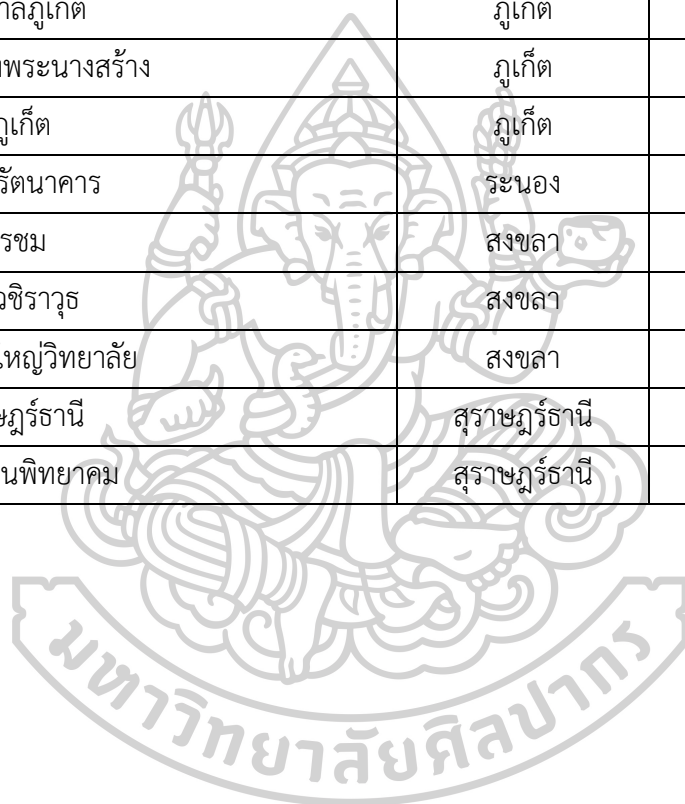 าลภูเก็ต ภูเก็ต
งพระนางสร้าง ภูเก็ต
ภูเก็ต ภูเก็ต
รัตนาคาร ระนอง
รชม สงขลา
วชิราวุธ สงขลา
ใหญ่วิทยาลัย สงขลา
ษฎร์ธานี สุราษฎร์ธานี
นพิทยาคม สุราษฎร์ธานี
มหาวิทยาลัยศิลปากร